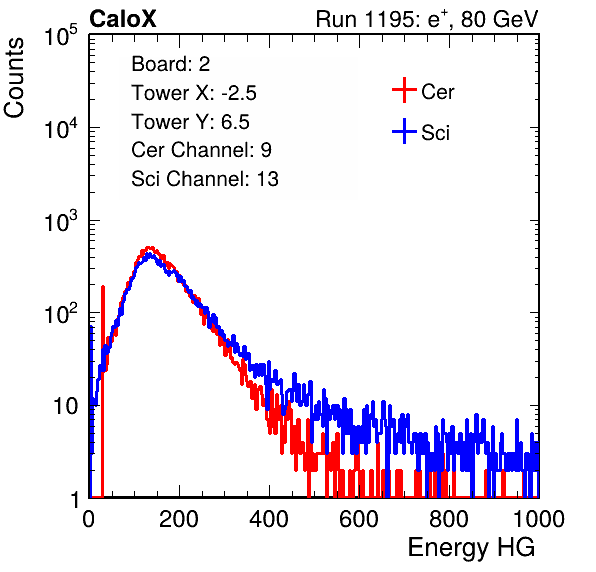 CaloX Run 1195: e⁺, 80 GeV
Counts
Board: 2
Tower X: -2.5
Tower Y: 6.5
Cer Channel: 9
Sci Channel: 13
Cer
Sci
10⁵
10⁴
10³
10²
10
1
0 200 400 600 800 1000
Energy HG